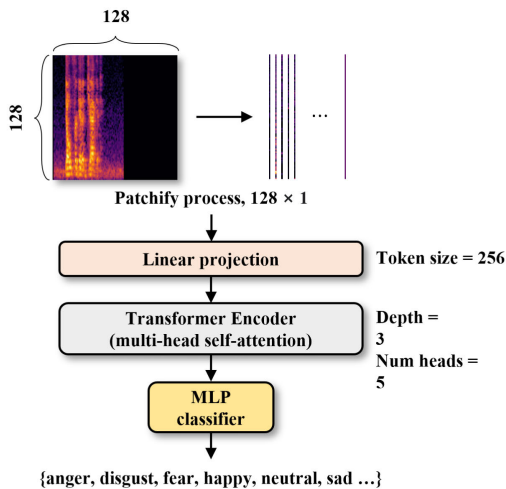 128
128
...
Patchify process, 128 × 1
Linear projection
Token size = 256
Transformer Encoder
(multi-head self-attention)
Depth =
3
Num heads =
5
MLP
classifier
{anger, disgust, fear, happy, neutral, sad ...}